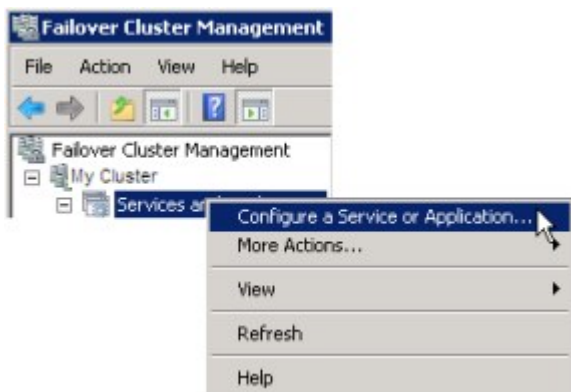 Failover Cluster Management
File Action View Help
Failover Cluster Management
My Cluster
Services a
Configure a Service or Application...
More Actions...
View
Refresh
Help